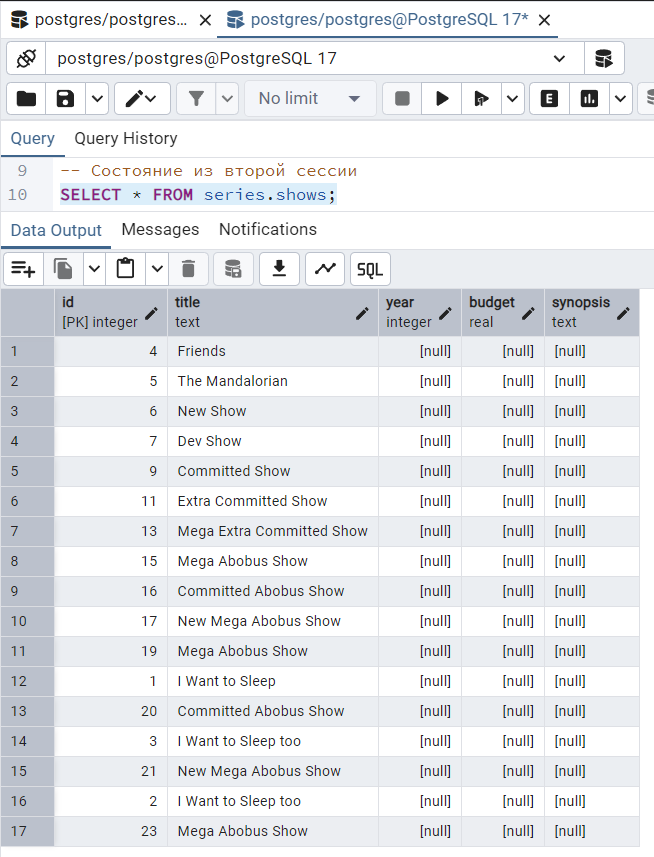 postgres/postgres... postgres/postgres@PostgreSQL 17*
postgres/postgres@PostgreSQL 17
No limit E
Query Query History
9 -- Состояние из второй сессии
10 SELECT * FROM series.shows;
Data Output Messages Notifications
SQL
id title year budget synopsis
[PK] integer text integer real text
1 4 Friends [null] [null] [null]
2 5 The Mandalorian [null] [null] [null]
3 6 New Show [null] [null] [null]
4 7 Dev Show [null] [null] [null]
5 9 Committed Show [null] [null] [null]
6 11 Extra Committed Show [null] [null] [null]
7 13 Mega Extra Committed Show [null] [null] [null]
8 15 Mega Abobus Show [null] [null] [null]
9 16 Committed Abobus Show [null] [null] [null]
10 17 New Mega Abobus Show [null] [null] [null]
11 19 Mega Abobus Show [null] [null] [null]
12 1 I Want to Sleep [null] [null] [null]
13 20 Committed Abobus Show [null] [null] [null]
14 3 I Want to Sleep too [null] [null] [null]
15 21 New Mega Abobus Show [null] [null] [null]
16 2 I Want to Sleep too [null] [null] [null]
17 23 Mega Abobus Show [null] [null] [null]